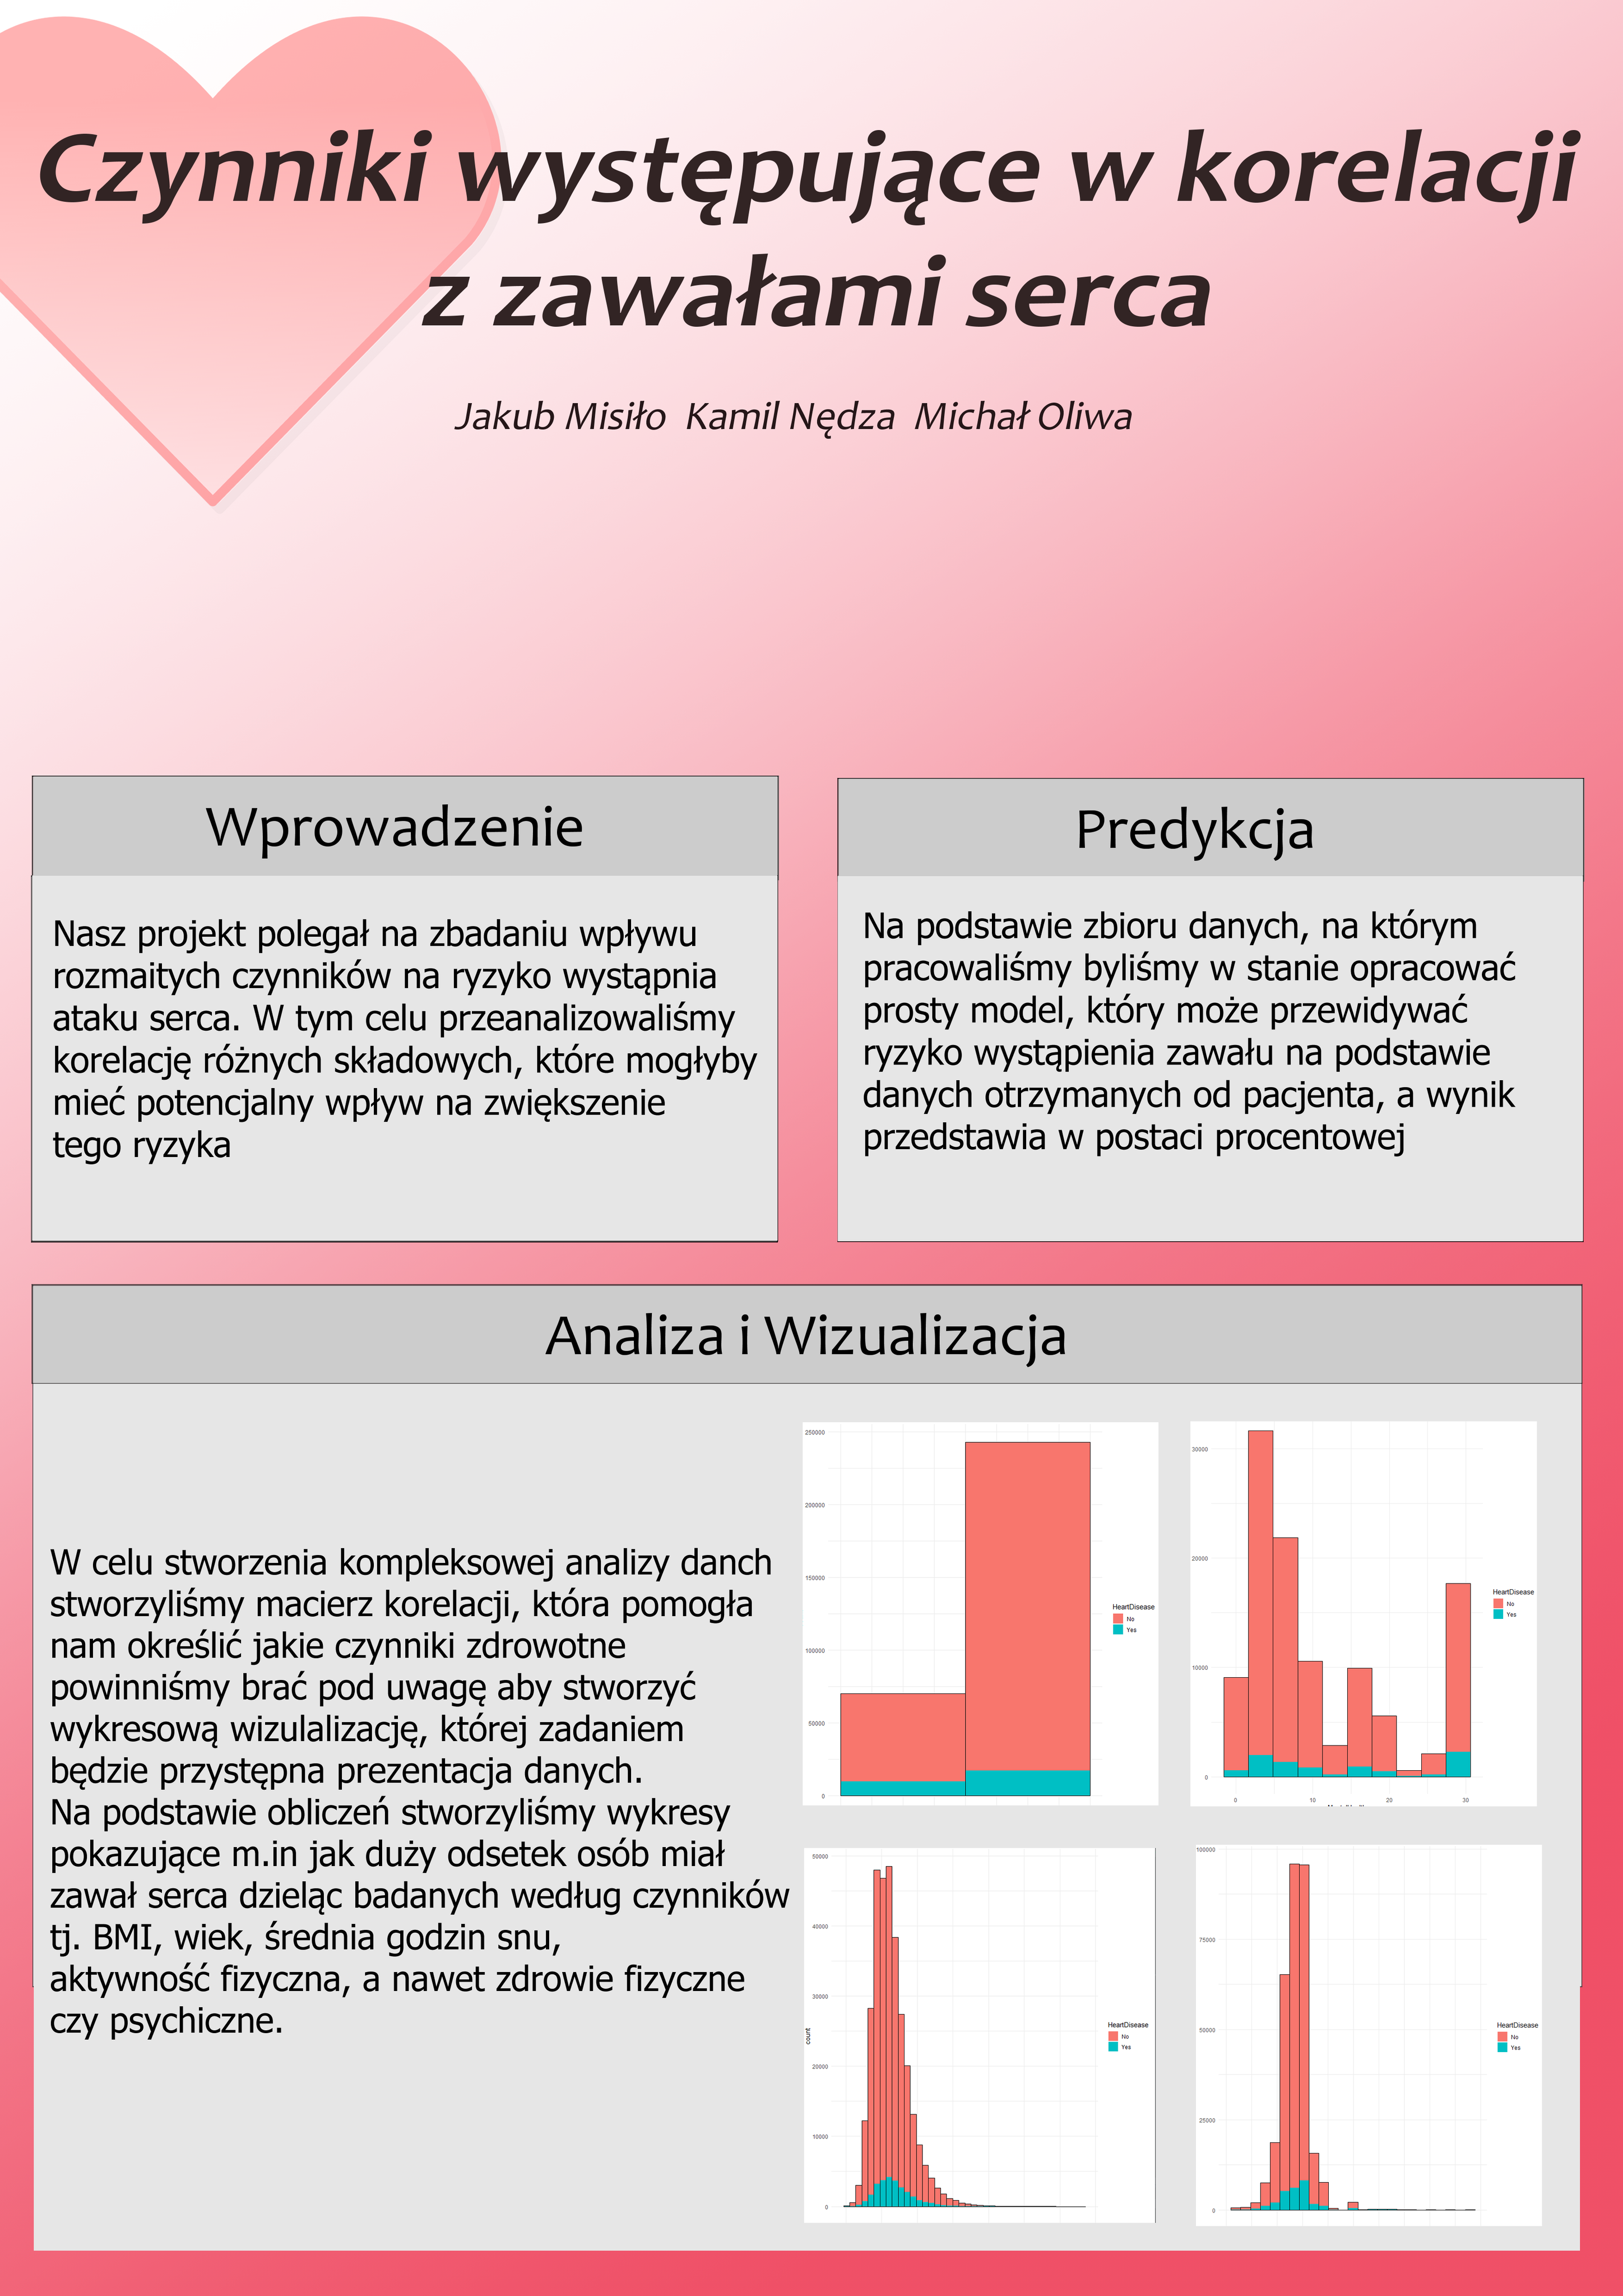 Czynniki występujące w korelacji
z zawałami serca
Jakub Misiło Kamil Nędza Michał Oliwa
Wprowadzenie
Nasz projekt polegał na zbadaniu wpływu
rozmaitych czynników na ryzyko wystąpnia
ataku serca. W tym celu przeanalizowaliśmy
korelację różnych składowych, które mogłyby
mieć potencjalny wpływ na zwiększenie
tego ryzyka
Predykcja
Na podstawie zbioru danych, na którym
pracowaliśmy byliśmy w stanie opracować
prosty model, który może przewidywać
ryzyko wystąpienia zawału na podstawie
danych otrzymanych od pacjenta, a wynik
przedstawia w postaci procentowej
Analiza i Wizualizacja
W celu stworzenia kompleksowej analizy danch
stworzyliśmy macierz korelacji, która pomogła
nam określić jakie czynniki zdrowotne
powinniśmy brać pod uwagę aby stworzyć
wykresową wizulalizację, której zadaniem
będzie przystępna prezentacja danych.
Na podstawie obliczeń stworzyliśmy wykresy
pokazujące m.in jak duży odsetek osób miał
zawał serca dzieląc badanych według czynników
tj. BMI, wiek, średnia godzin snu,
aktywność fizyczna, a nawet zdrowie fizyczne
czy psychiczne.
250000
200000
150000
100000
50000
0
HeartDisease
No
Yes
30000
20000
10000
0
0 10 20 30
HeartDisease
No
Yes
50000
40000
30000
20000
10000
0
count
HeartDisease
No
Yes
100000
75000
50000
25000
0
HeartDisease
No
Yes